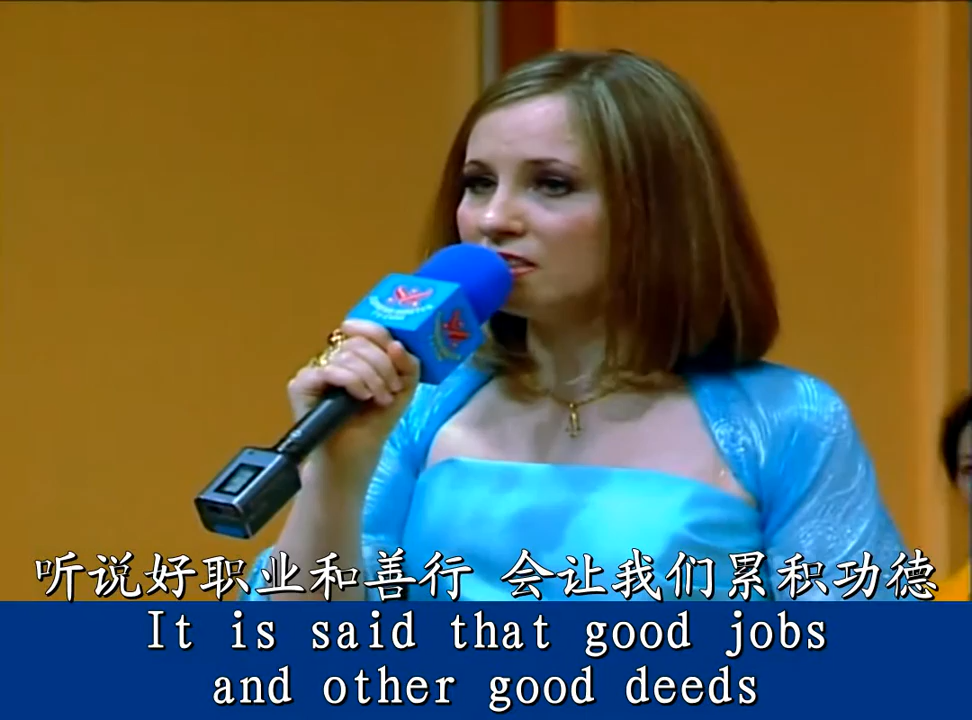 听说好职业和善行 会让我们累积功德
It is said that good jobs
and other good deeds